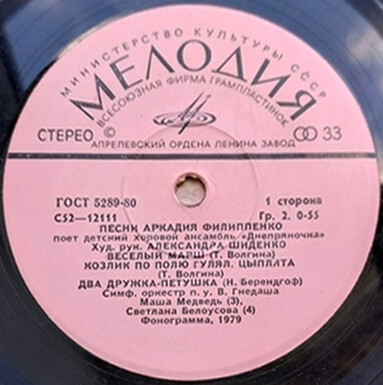 МИНИСТЕРСТВО КУЛЬТУРЫ СССР
МЕЛОДИЯ
ВСЕСОЮЗНАЯ ФИРМА ГРАМПЛАСТИНОК
СТЕРЕО © 33
АПРЕЛЕВСКИЙ ОРДЕНА ЛЕНИНА ЗАВОД
ГОСТ 5289-80 1 сторона
С52—12111 Гр. 2. 0-55
ПЕСНИ АРКАДИЯ ФИЛИППЕНКО
поет детский хоровой ансамбль «Днепряночка»
Худ. рук. АЛЕКСАНДРА ШИДЕНКО
ВЕСЕЛЫЙ МАРШ (Т. Волгина)
КОЗЛИК ПО ПОЛЮ ГУЛЯЛ. ЦЫПЛЯТА
(Т. Волгина)
ДВА ДРУЖКА-ПЕТУШКА (Н. Берендгоф)
Симф. оркестр п. у. В. Гнедаша
Маша Медведь (3),
Светлана Белоусова (4)
Фонограмма, 1979